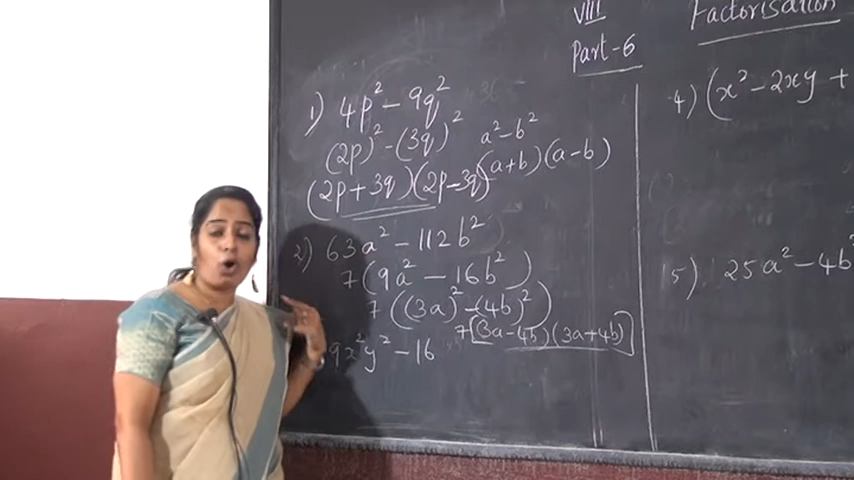 VIII
Factorisation
Part-6
1) 4p² - 9q²
(2p)² - (3q)²
a² - b²
(a+b)(a-b)
(2p+3q)(2p-3q)
2) 63a² - 112b²
7(9a² - 16b²)
7((3a)² - (4b)²)
7[(3a-4b)(3a+4b)]
9x²y² - 16
4) (x² - 2xy +
5) 25a² - 4b²